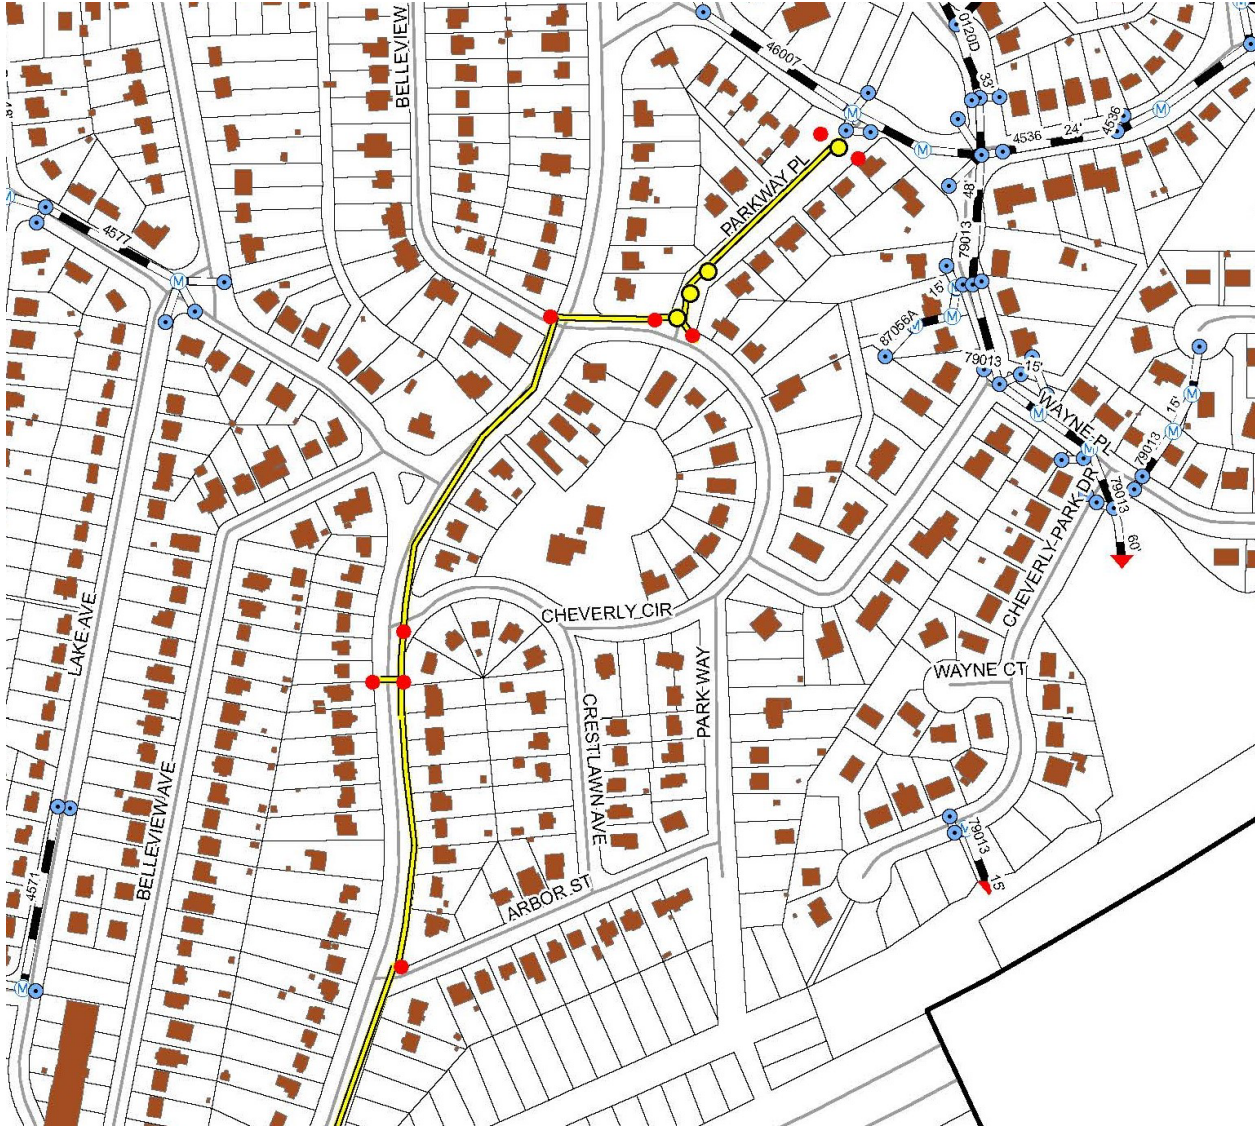 BELLEVIEW
46007
0120D
33'
M
4536
24'
4536
M
M
PARKWAY PL
48'
79013
4577
M
15'
M
87056A
79013
15'
M
WAYNE PL
M
M
15'
M
79013
79013
60'
CHEVERLY PARK DR
CHEVERLY CIR
LAKE AVE
WAYNE CT
PARK WAY
CRESTLAWN AVE
BELLEVIEW AVE
79013
15'
4571
ARBOR ST
M